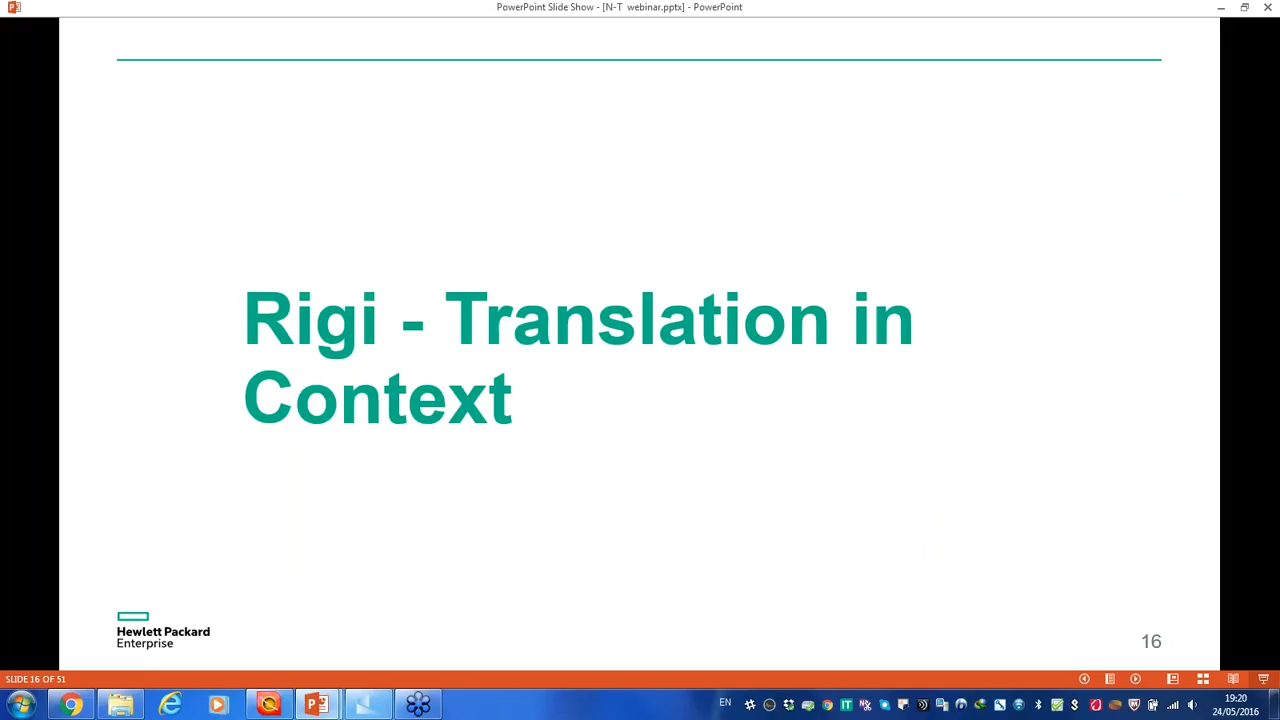 PowerPoint Slide Show - [N-T webinar.pptx] - PowerPoint
Rigi - Translation in
Context
Hewlett Packard
Enterprise
16
SLIDE 16 OF 51
EN
19:20
24/05/2016